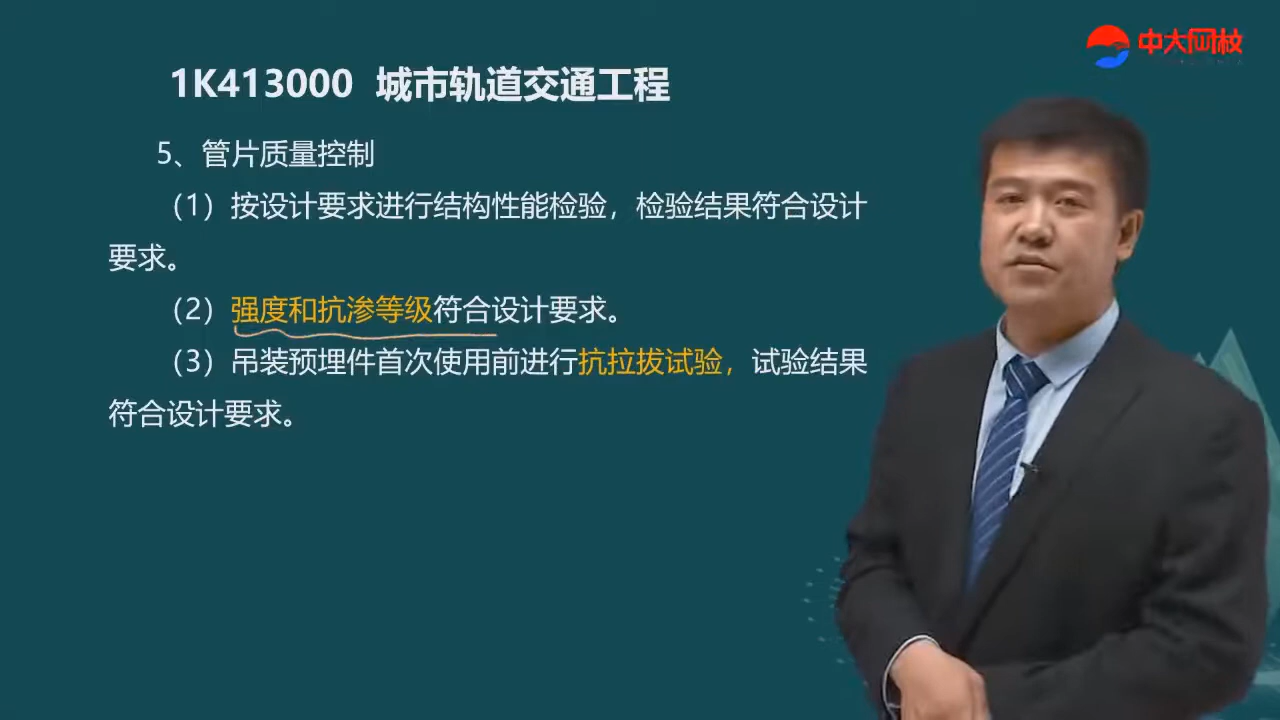 中大网校
1K413000 城市轨道交通工程
5、管片质量控制
（1）按设计要求进行结构性能检验，检验结果符合设计
要求。
（2）强度和抗渗等级符合设计要求。
（3）吊装预埋件首次使用前进行抗拉拔试验，试验结果
符合设计要求。